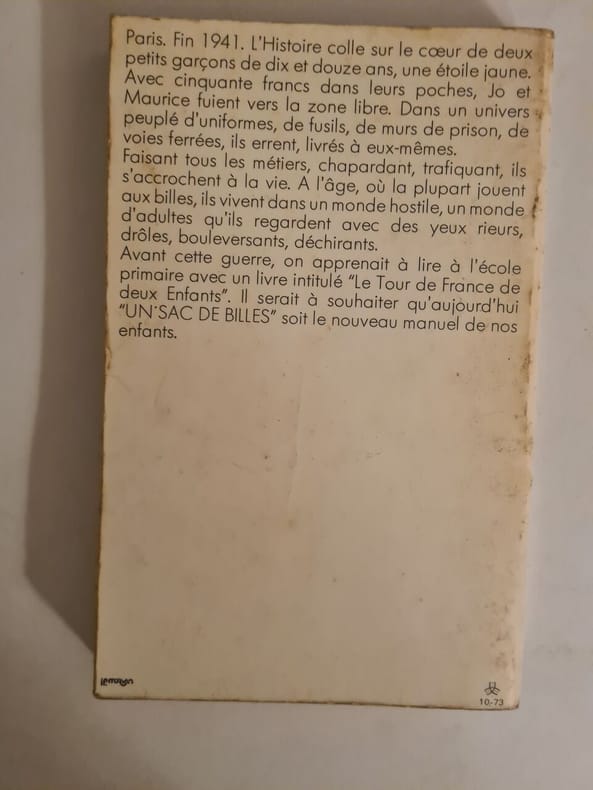 Paris. Fin 1941. L'Histoire colle sur le cœur de deux
petits garçons de dix et douze ans, une étoile jaune.
Avec cinquante francs dans leurs poches, Jo et
Maurice fuient vers la zone libre. Dans un univers
peuplé d'uniformes, de fusils, de murs de prison, de
voies ferrées, ils errent, livrés à eux-mêmes.
Faisant tous les métiers, chapardant, trafiquant, ils
s'accrochent à la vie. A l'âge, où la plupart jouent
aux billes, ils vivent dans un monde hostile, un monde
d'adultes qu'ils regardent avec des yeux rieurs,
drôles, bouleversants, déchirants.
Avant cette guerre, on apprenait à lire à l'école
primaire avec un livre intitulé "Le Tour de France de
deux Enfants". Il serait à souhaiter qu'aujourd'hui
"UN SAC DE BILLES" soit le nouveau manuel de nos
enfants.
10-73